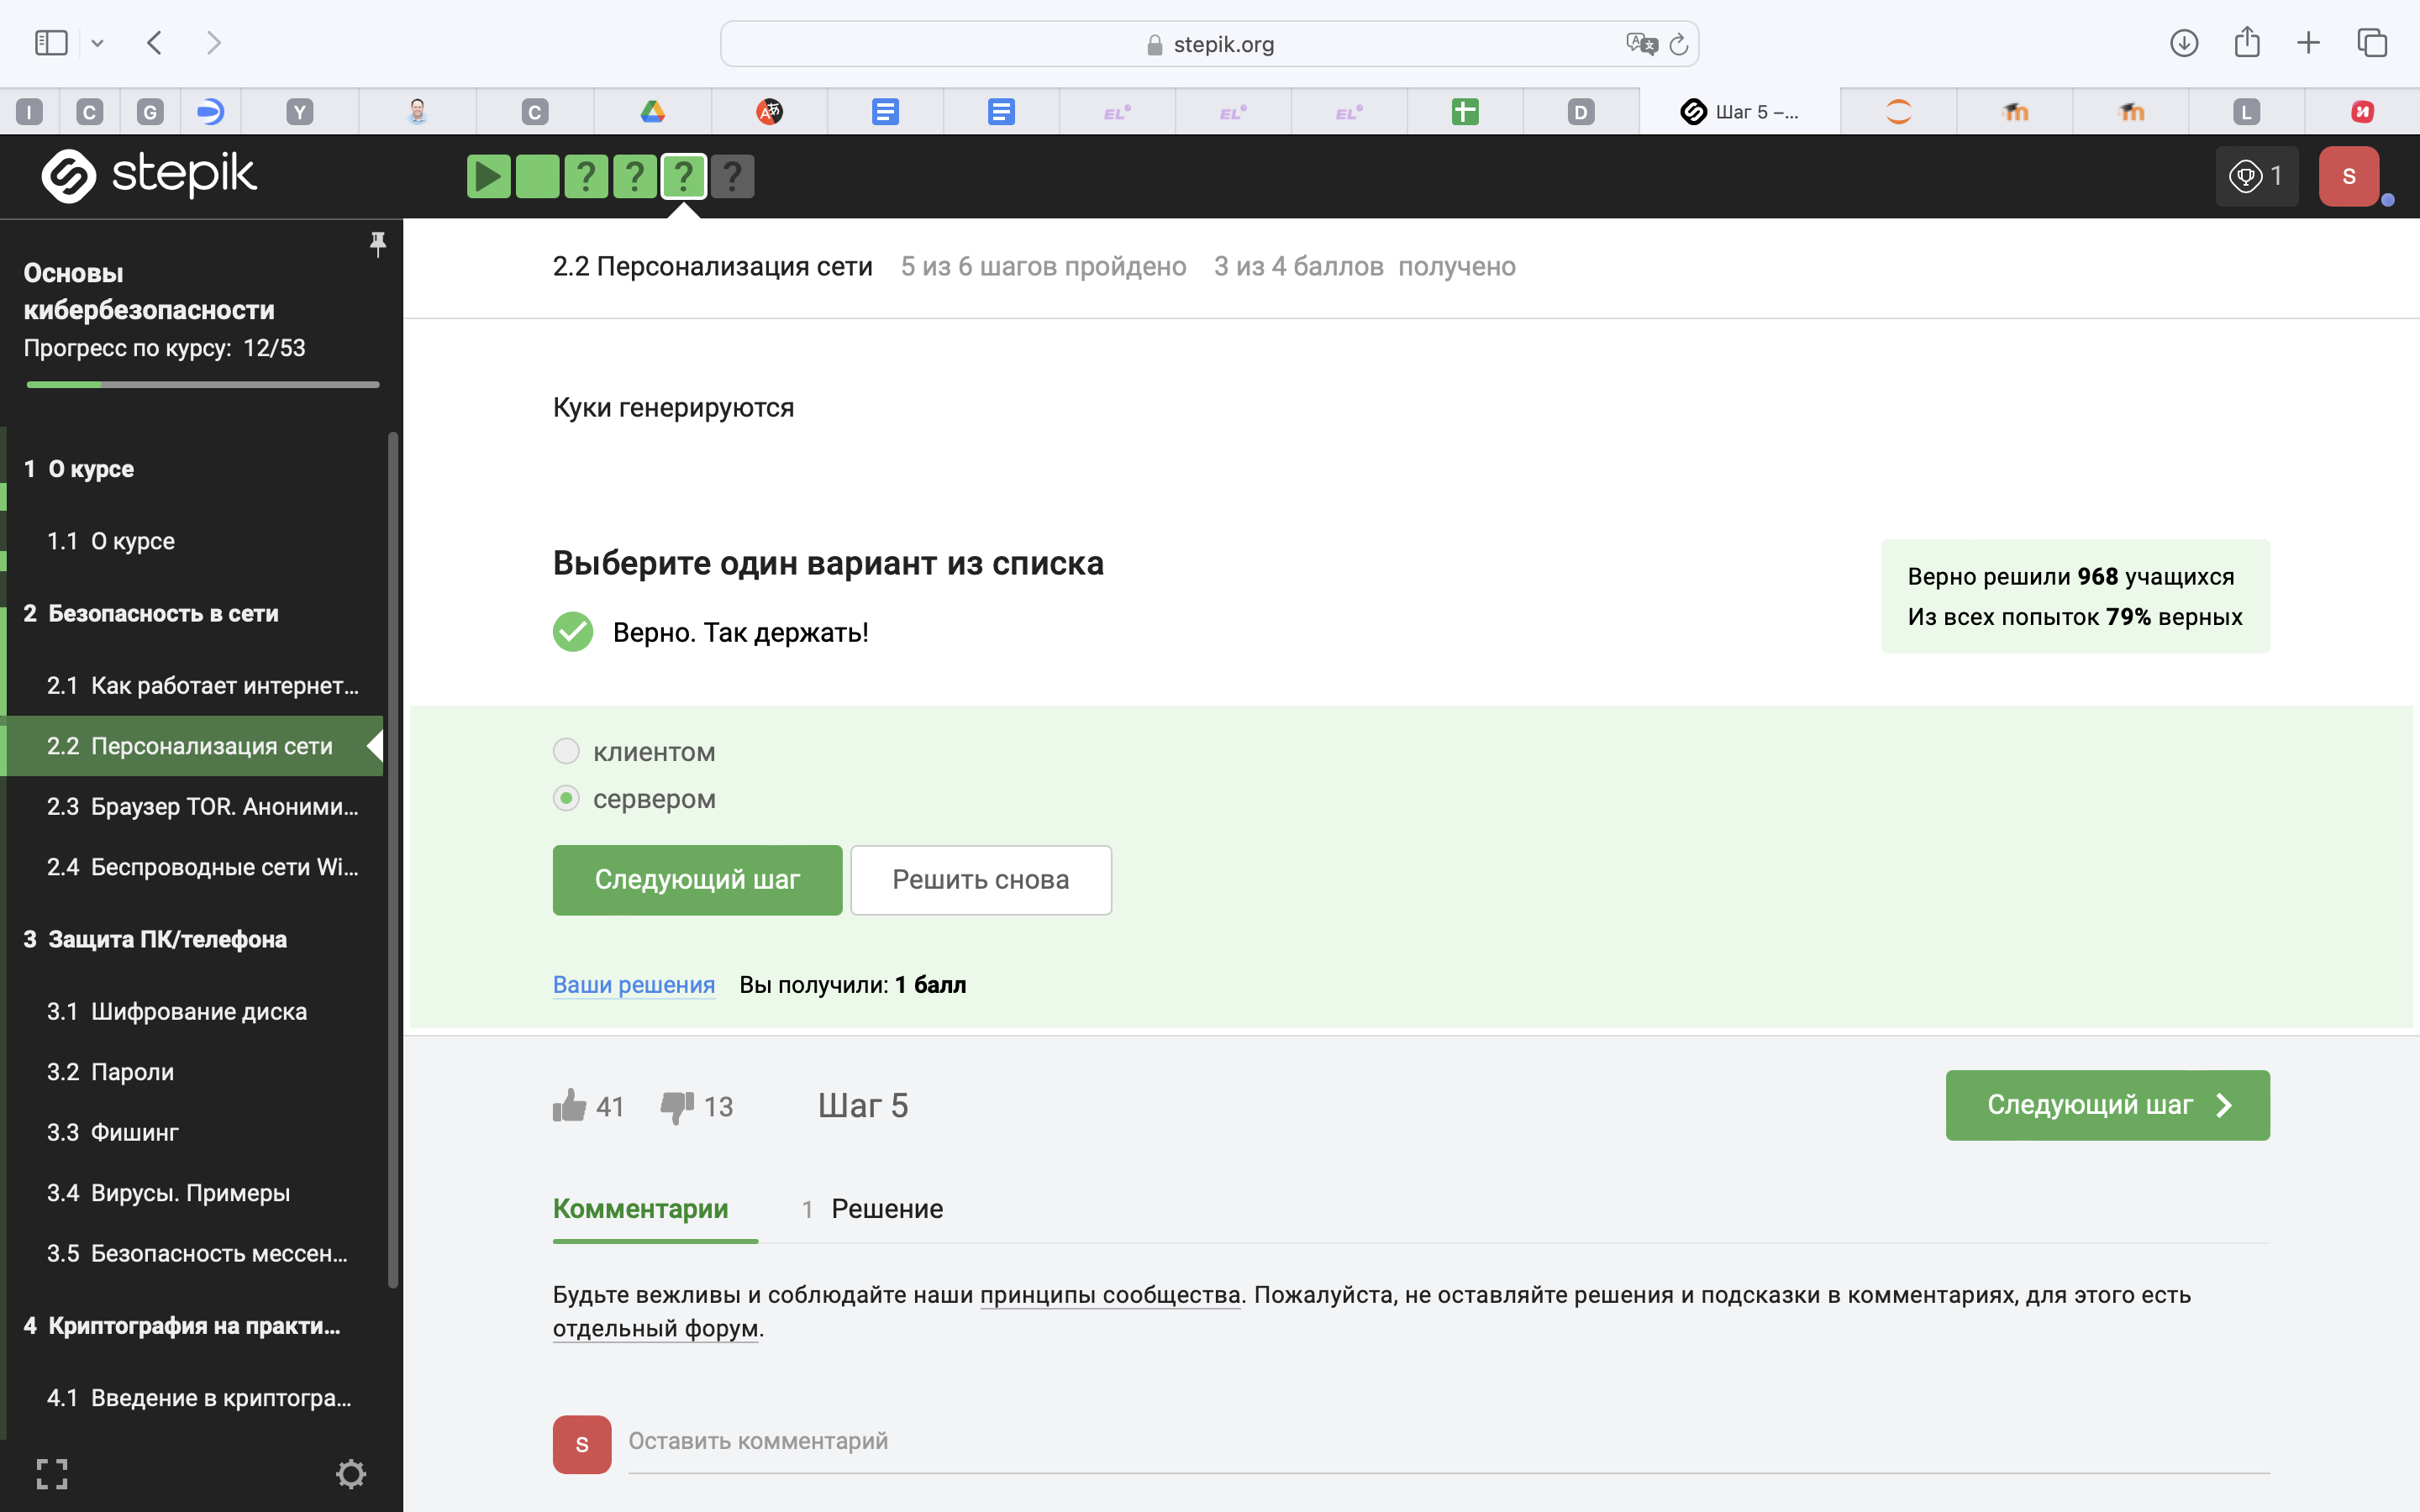 stepik.org
I
C
G
Y
C
EL
EL
EL
D
Шаг 5 –...
L
stepik
? ? ? ?
1
S
Основы
кибербезопасности
Прогресс по курсу: 12/53
1 О курсе
1.1 О курсе
2 Безопасность в сети
2.1 Как работает интернет...
2.2 Персонализация сети
2.3 Браузер TOR. Аноними...
2.4 Беспроводные сети Wi...
3 Защита ПК/телефона
3.1 Шифрование диска
3.2 Пароли
3.3 Фишинг
3.4 Вирусы. Примеры
3.5 Безопасность мессен...
4 Криптография на практи...
4.1 Введение в криптогра...
2.2 Персонализация сети 5 из 6 шагов пройдено 3 из 4 баллов получено
Куки генерируются
Выберите один вариант из списка
Верно. Так держать!
Верно решили 968 учащихся
Из всех попыток 79% верных
клиентом
сервером
Следующий шаг Решить снова
Ваши решения Вы получили: 1 балл
41 13 Шаг 5 Следующий шаг
Комментарии 1 Решение
Будьте вежливы и соблюдайте наши принципы сообщества. Пожалуйста, не оставляйте решения и подсказки в комментариях, для этого есть
отдельный форум.
S Оставить комментарий